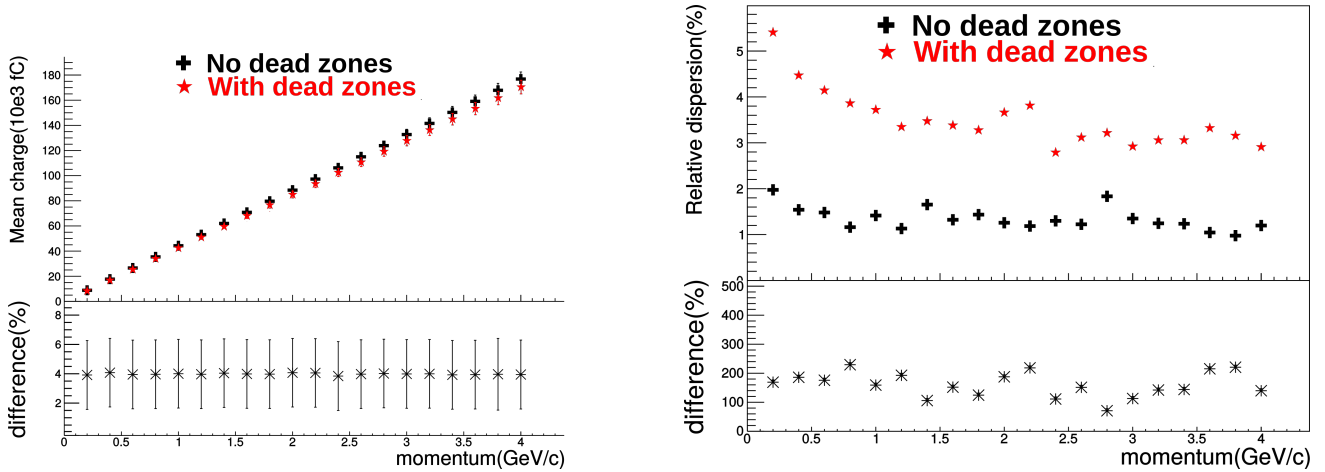 No dead zones
With dead zones
Mean charge(10e3 fC)
180
160
140
120
100
80
60
40
20
0
difference(%)
8
6
4
2
0 0.5 1 1.5 2 2.5 3 3.5 4
momentum(GeV/c)
No dead zones
With dead zones
Relative dispersion(%)
5
4
3
2
1
0
difference(%)
500
400
300
200
100
0
0 0.5 1 1.5 2 2.5 3 3.5 4
momentum(GeV/c)